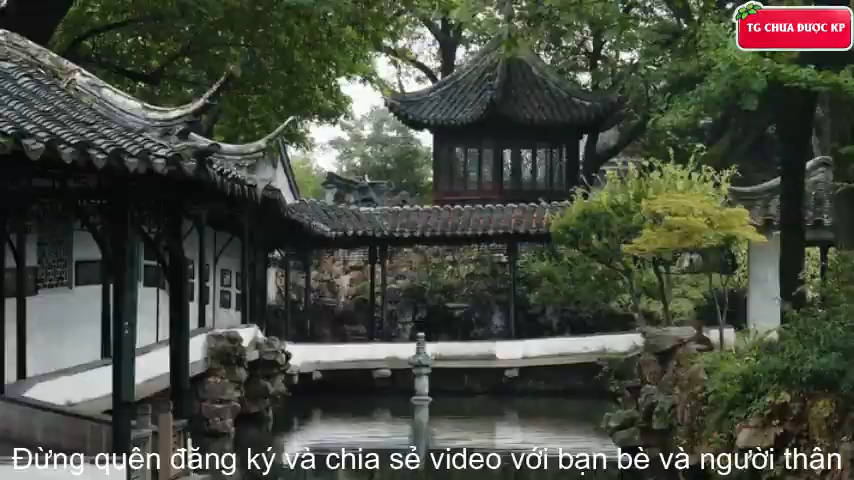 TG CHƯA ĐƯỢC KP
Đừng quên đăng ký và chia sẻ video với bạn bè và người thân